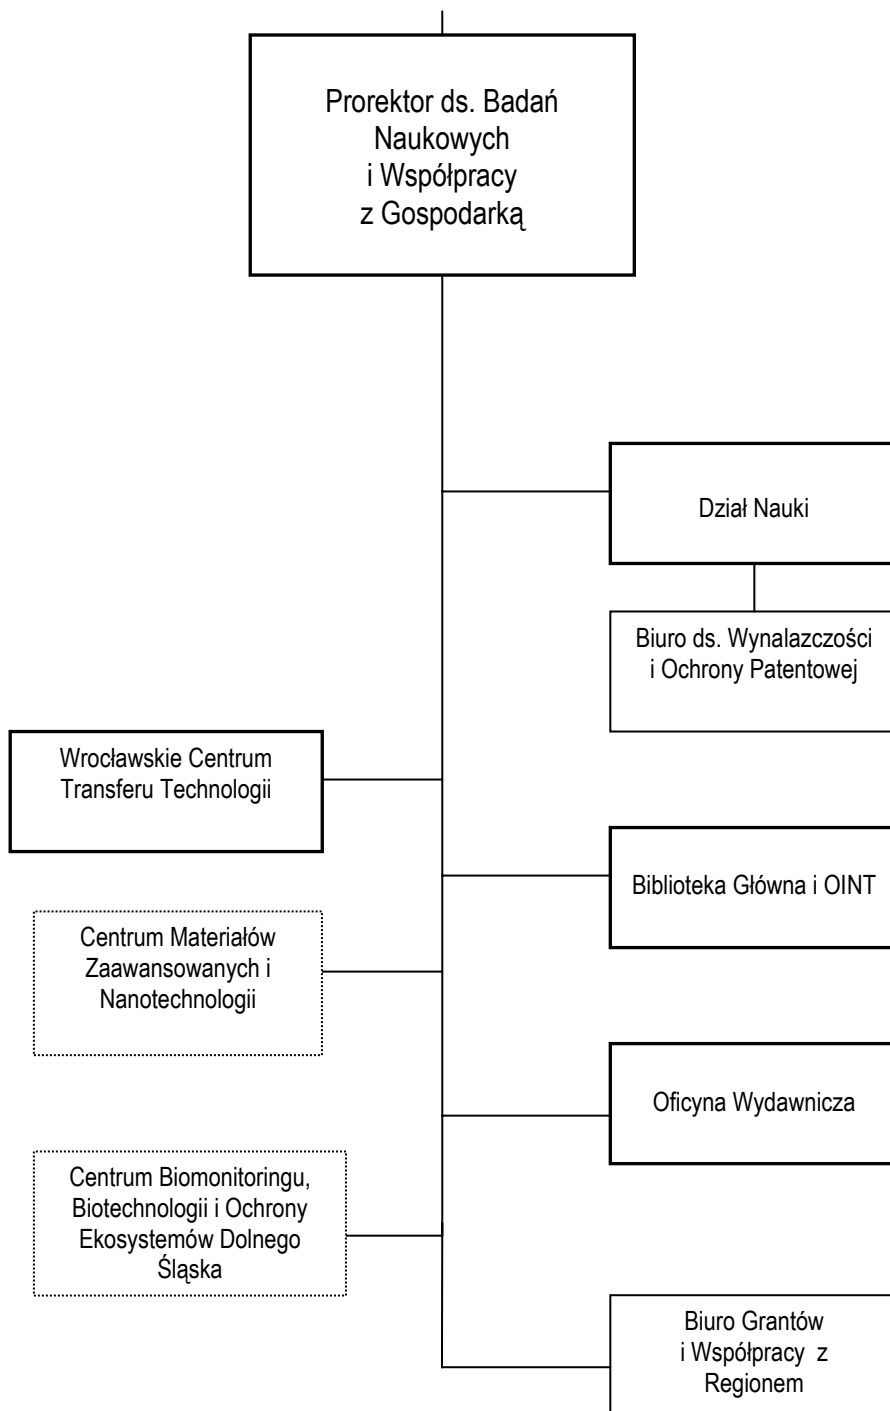 Prorektor ds. Badań
Naukowych
i Współpracy
z Gospodarką
Dział Nauki
Biuro ds. Wynalazczości
i Ochrony Patentowej
Wrocławskie Centrum
Transferu Technologii
Biblioteka Główna i OINT
Centrum Materiałów
Zaawansowanych i
Nanotechnologii
Oficyna Wydawnicza
Centrum Biomonitoringu,
Biotechnologii i Ochrony
Ekosystemów Dolnego
Śląska
Biuro Grantów
i Współpracy z
Regionem